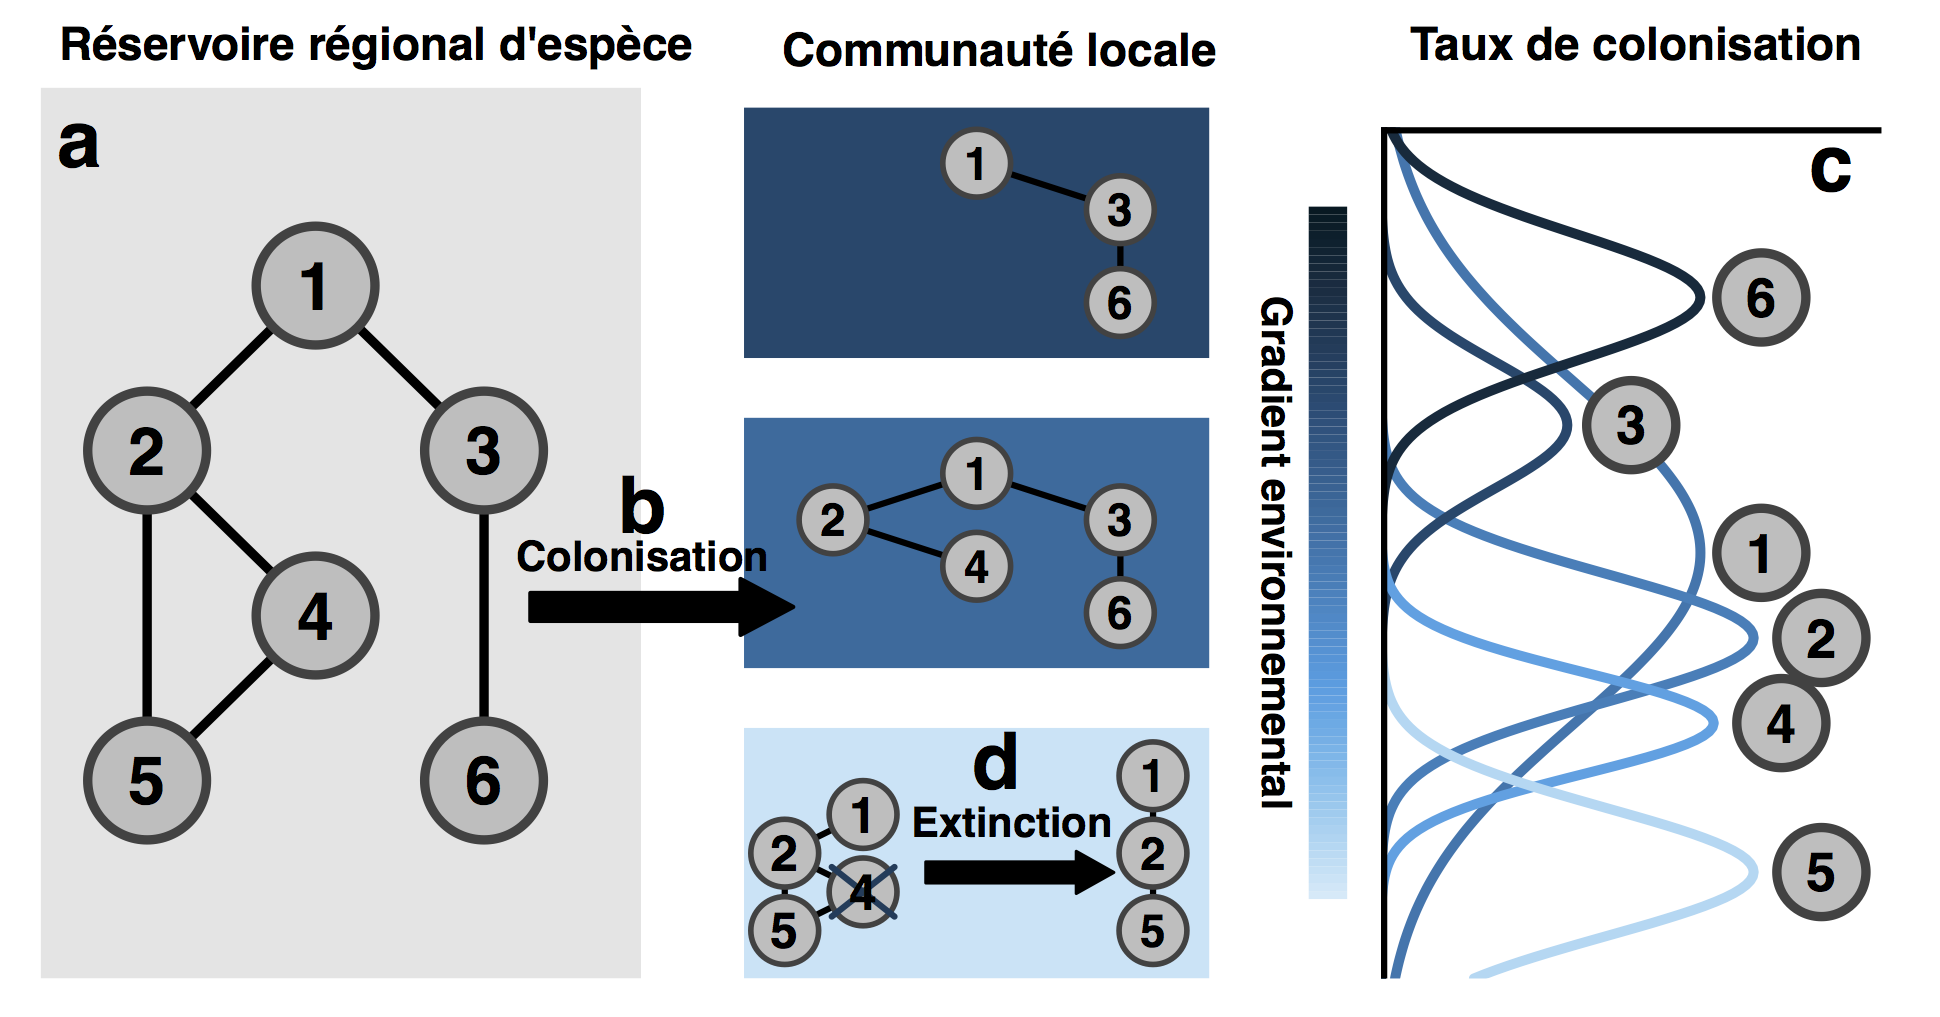 Réservoire régional d'espèce
a
1
2
3
4
5
6
b
Colonisation
Communauté locale
1
3
6
1
2
3
4
6
d
Extinction
1
2
4
5
1
2
5
Taux de colonisation
c
Gradient environnemental
6
3
1
2
4
5